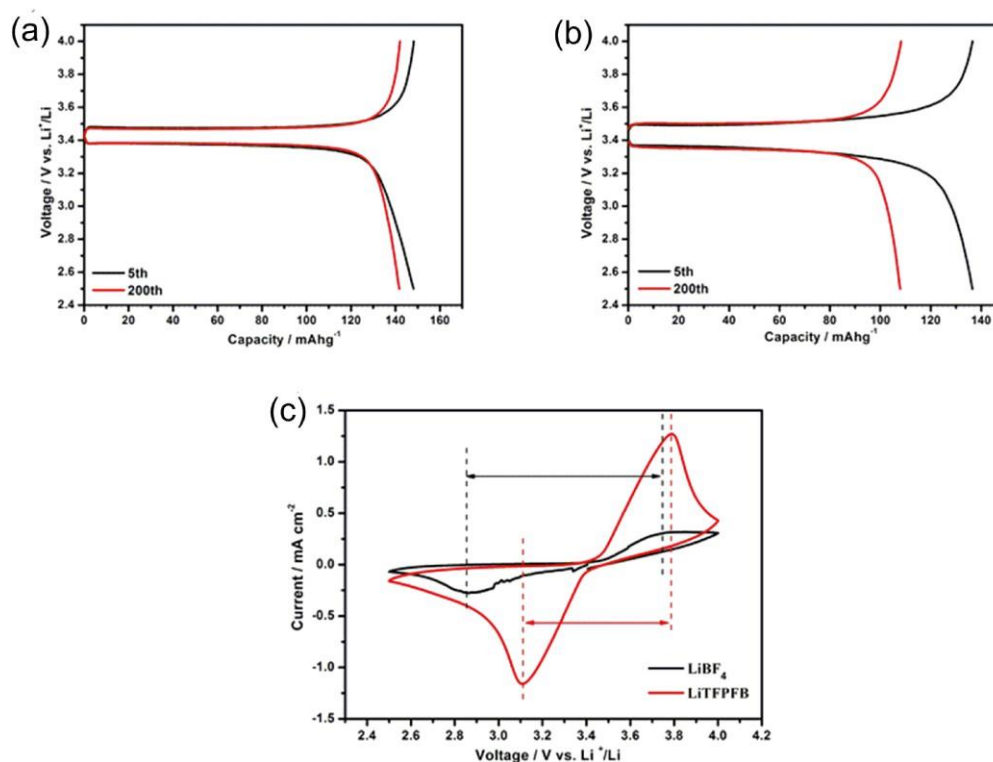 (a)
4.0
3.8
3.6
3.4
3.2
3.0
2.8
2.6
2.4
Voltage / V vs. Li⁺/Li
5th
200th
0 20 40 60 80 100 120 140 160
Capacity / mAhg⁻¹
(b)
4.0
3.8
3.6
3.4
3.2
3.0
2.8
2.6
2.4
Voltage / V vs. Li⁺/Li
5th
200th
0 20 40 60 80 100 120 140
Capacity / mAhg⁻¹
(c)
1.5
1.0
0.5
0.0
-0.5
-1.0
-1.5
Current / mA cm⁻²
LiBF₄
LiTFPFB
2.4 2.6 2.8 3.0 3.2 3.4 3.6 3.8 4.0 4.2
Voltage / V vs. Li⁺/Li